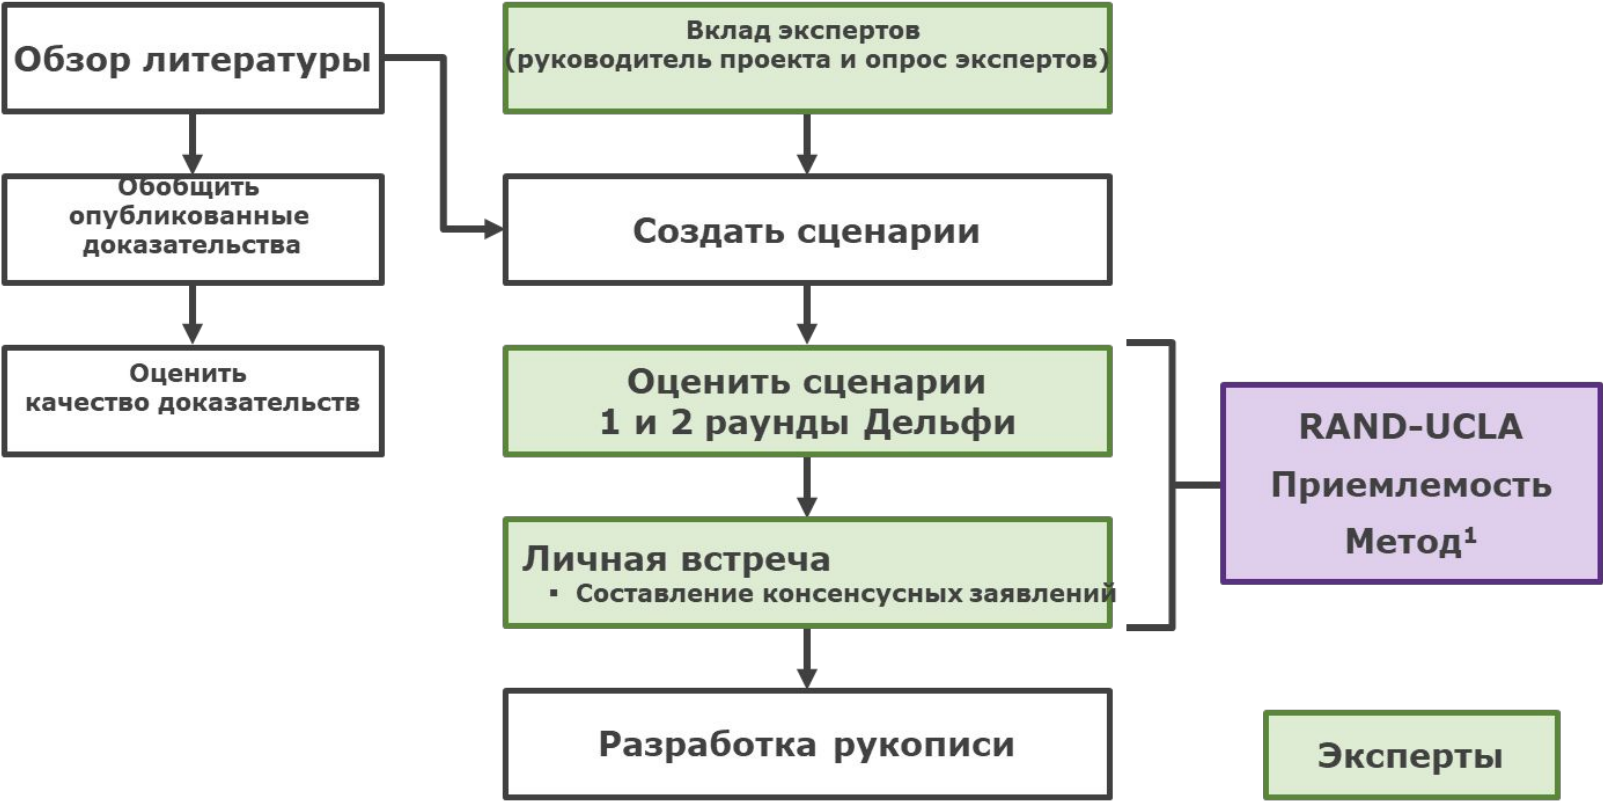 Обзор литературы
Вклад экспертов
(руководитель проекта и опрос экспертов)
Обобщить
опубликованные
доказательства
Создать сценарии
Оценить
качество доказательств
Оценить сценарии
1 и 2 раунды Дельфи
RAND-UCLA
Приемлемость
Метод¹
Личная встреча
▪ Составление консенсусных заявлений
Разработка рукописи
Эксперты